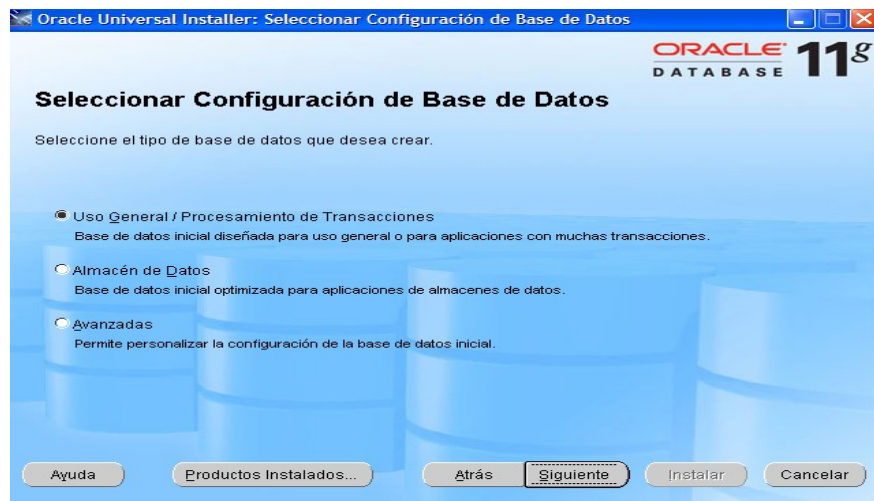 Oracle Universal Installer: Seleccionar Configuración de Base de Datos
ORACLE 11g
DATABASE
Seleccionar Configuración de Base de Datos
Seleccione el tipo de base de datos que desea crear.
Uso General / Procesamiento de Transacciones
Base de datos inicial diseñada para uso general o para aplicaciones con muchas transacciones.
Almacén de Datos
Base de datos inicial optimizada para aplicaciones de almacenes de datos.
Avanzadas
Permite personalizar la configuración de la base de datos inicial.
Ayuda Productos Instalados... Atrás Siguiente Instalar Cancelar